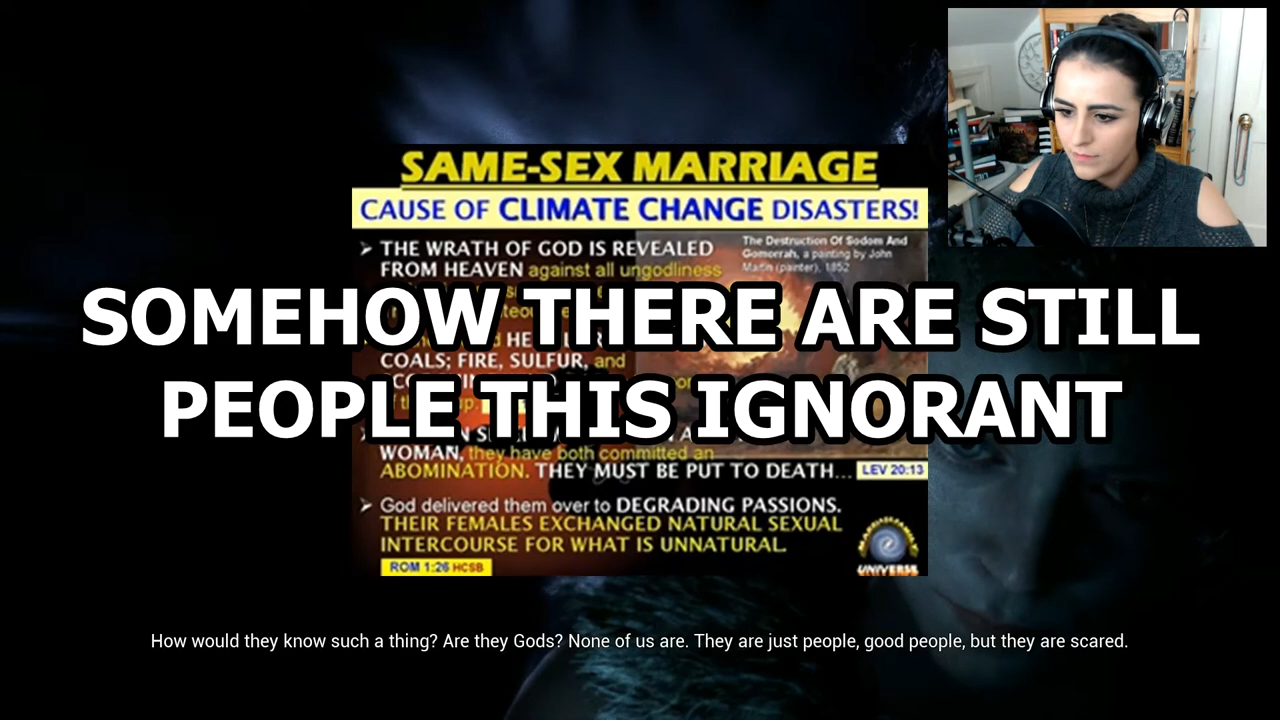 SAME-SEX MARRIAGE
CAUSE OF CLIMATE CHANGE DISASTERS!
➢ THE WRATH OF GOD IS REVEALED
FROM HEAVEN against all ungodliness
The Destruction Of Sodom And
Gomorrah, a painting by John
Martin (painter), 1852
SOMEHOW THERE ARE STILL
COALS; FIRE, SULFUR, and
PEOPLE THIS IGNORANT
WOMAN, they have both committed an
ABOMINATION. THEY MUST BE PUT TO DEATH... LEV 20:13
➢ God delivered them over to DEGRADING PASSIONS.
THEIR FEMALES EXCHANGED NATURAL SEXUAL
INTERCOURSE FOR WHAT IS UNNATURAL.
ROM 1:26 HCSB
UNIVERSE
How would they know such a thing? Are they Gods? None of us are. They are just people, good people, but they are scared.